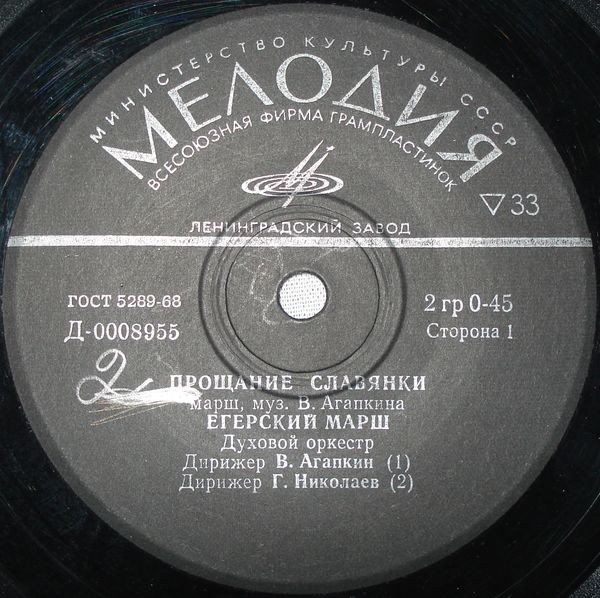 МИНИСТЕРСТВО КУЛЬТУРЫ СССР
МЕЛОДИЯ
ВСЕСОЮЗНАЯ ФИРМА ГРАМПЛАСТИНОК
▽ 33
ЛЕНИНГРАДСКИЙ ЗАВОД
ГОСТ 5289-68
2 гр 0-45
Д-0008955
Сторона 1
2
ПРОЩАНИЕ СЛАВЯНКИ
марш, муз. В. Агапкина
ЕГЕРСКИЙ МАРШ
Духовой оркестр
Дирижер В. Агапкин (1)
Дирижер Г. Николаев (2)